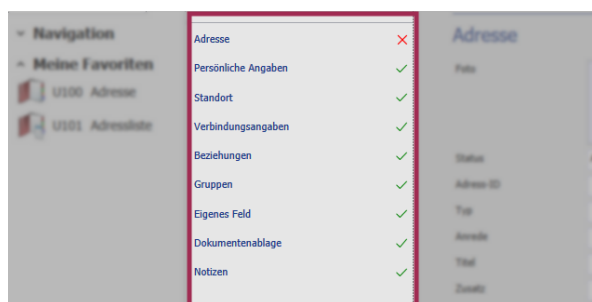 Navigation
Meine Favoriten
U100 Adresse
U101 Adressliste
Adresse
Persönliche Angaben
Standort
Verbindungsangaben
Beziehungen
Gruppen
Eigenes Feld
Dokumentenablage
Notizen
Adresse
Foto
Status
Adress-ID
Typ
Anrede
Titel
Zusatz